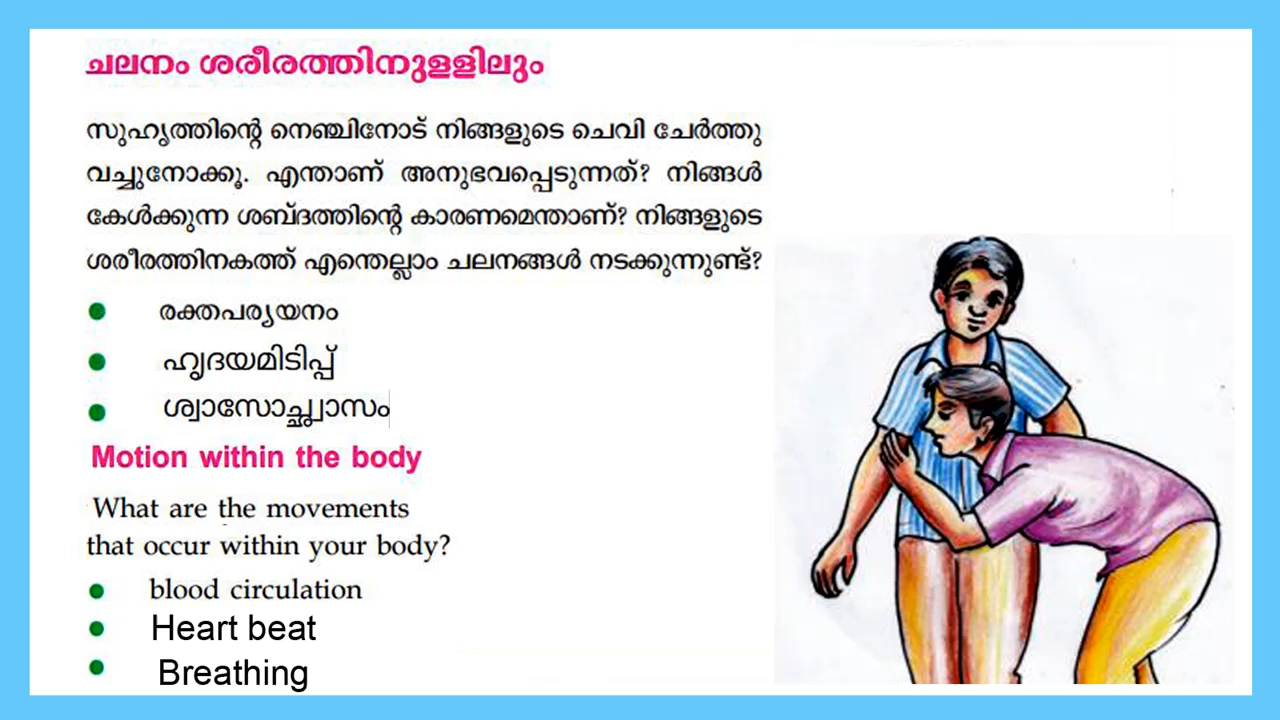 ചലനം ശരീരത്തിനുളളിലും
സുഹൃത്തിന്റെ നെഞ്ചിനോട് നിങ്ങളുടെ ചെവി ചേർത്തു
വച്ചുനോക്കൂ. എന്താണ് അനുഭവപ്പെടുന്നത്? നിങ്ങൾ
കേൾക്കുന്ന ശബ്ദത്തിന്റെ കാരണമെന്താണ്? നിങ്ങളുടെ
ശരീരത്തിനകത്ത് എന്തെല്ലാം ചലനങ്ങൾ നടക്കുന്നുണ്ട്?
രക്തപര്യയനം
ഹൃദയമിടിപ്പ്
ശ്വാസോച്ഛ്വാസം
Motion within the body
What are the movements
that occur within your body?
blood circulation
Heart beat
Breathing